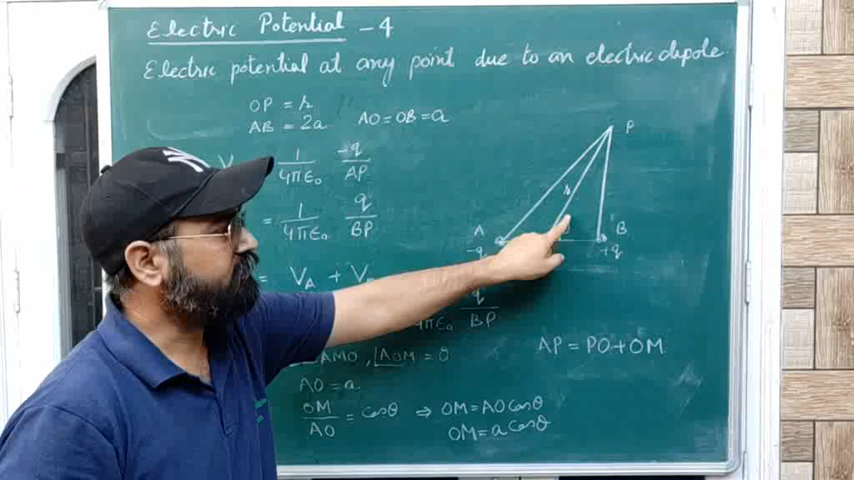 Electric Potential - 4
Electric potential at any point due to an electric dipole
OP = r
AB = 2a AO = OB = a
V
1/4πε₀ -q/AP
= 1/4πε₀ q/BP
= V_A + V
q/BP
4πε₀
P
r
A
B
-q
+q
AP = PO + OM
AMO, ∠AOM = θ
AO = a
OM/AO = cosθ ⇒ OM = AO cosθ
OM = a cosθ